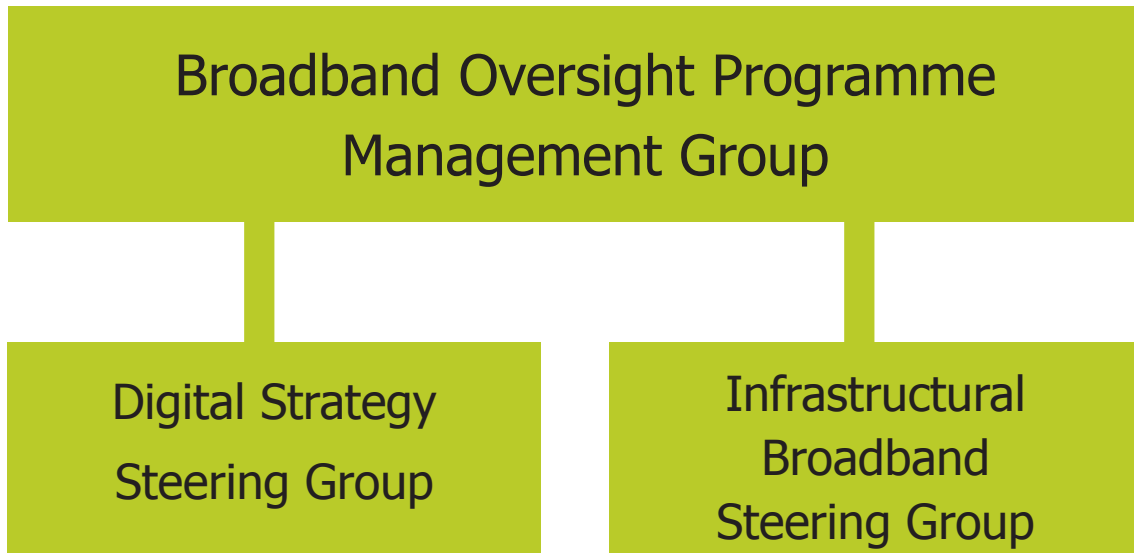 Broadband Oversight Programme
Management Group
Digital Strategy
Steering Group
Infrastructural
Broadband
Steering Group